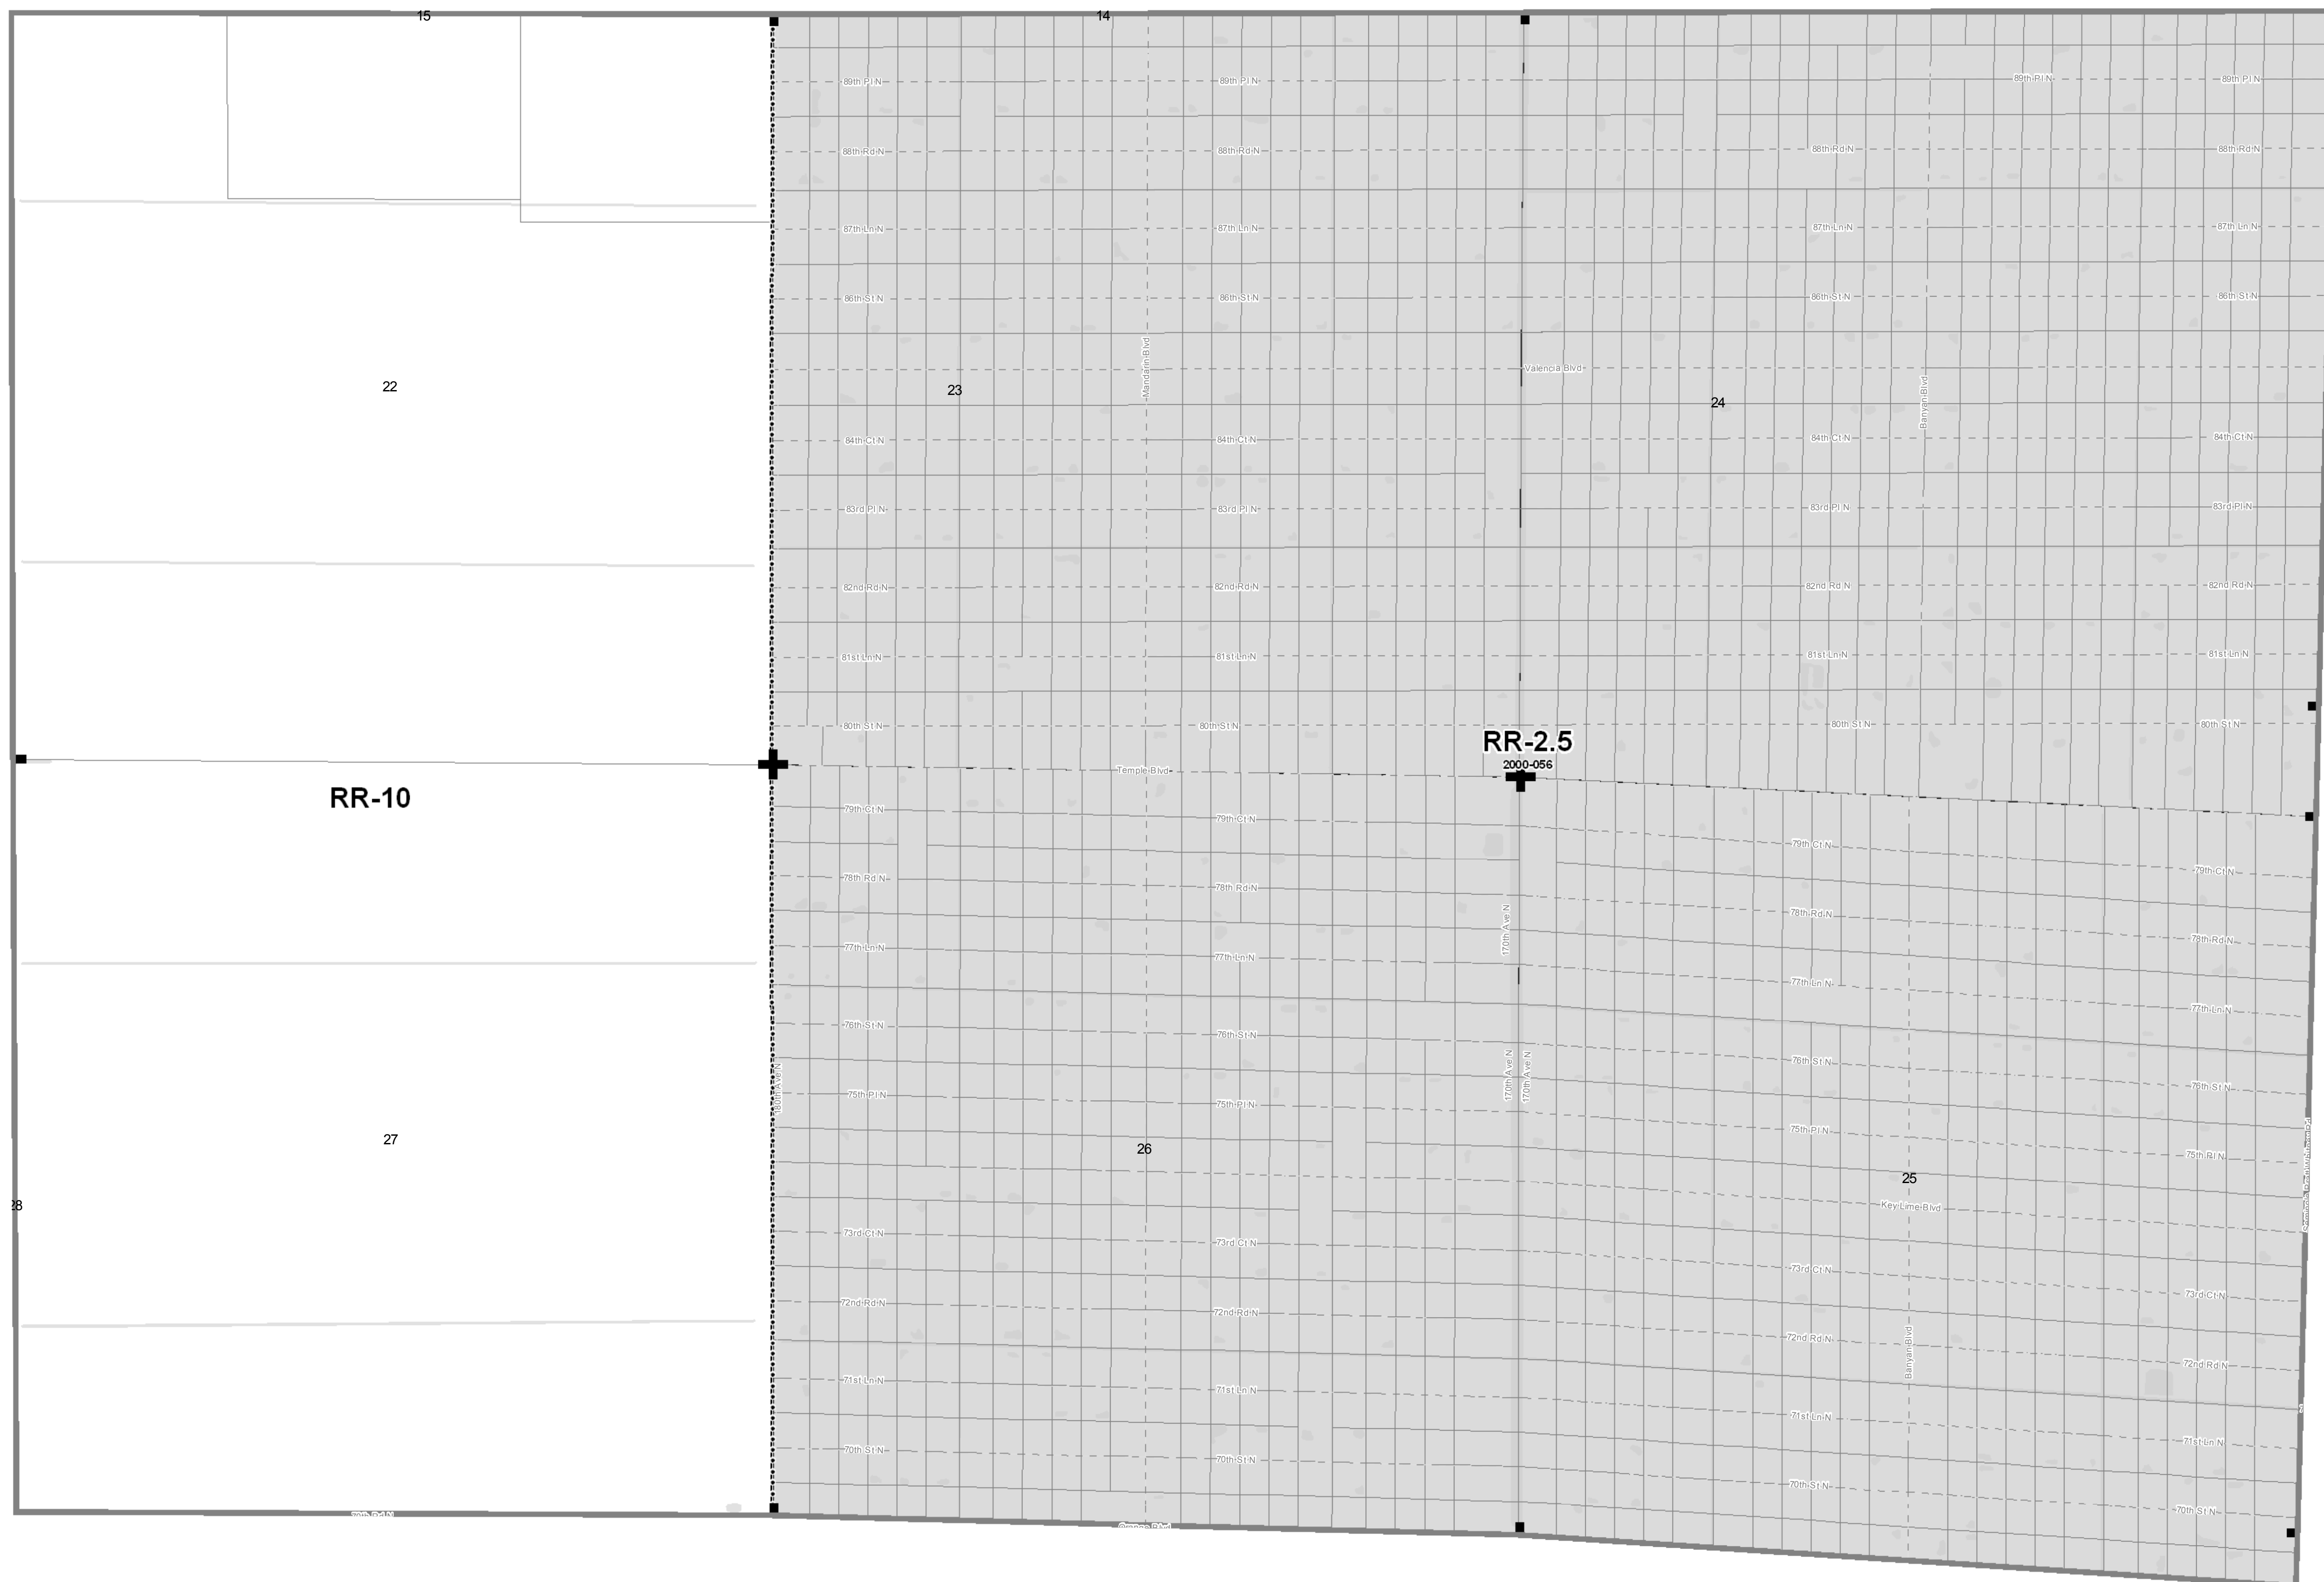 15
14
89th Pl N
89th Pl N
89th Pl N
89th Pl N
88th Rd N
88th Rd N
88th Rd N
88th Rd N
87th Ln N
87th Ln N
87th Ln N
87th Ln N
86th St N
86th St N
86th St N
86th St N
Mandarin Blvd
Valencia Blvd
22
23
24
Banyan Blvd
84th Ct N
84th Ct N
84th Ct N
84th Ct N
83rd Pl N
83rd Pl N
83rd Pl N
83rd Pl N
82nd Rd N
82nd Rd N
82nd Rd N
82nd Rd N
81st Ln N
81st Ln N
81st Ln N
81st Ln N
80th St N
80th St N
80th St N
80th St N
RR-2.5
2000-056
Temple Blvd
RR-10
79th Ct N
79th Ct N
79th Ct N
79th Ct N
78th Rd N
78th Rd N
78th Rd N
78th Rd N
170th Ave N
77th Ln N
77th Ln N
77th Ln N
77th Ln N
76th St N
76th St N
76th St N
76th St N
180th Ave N
170th Ave N
170th Ave N
75th Pl N
75th Pl N
75th Pl N
75th Pl N
27
26
25
28
Key Lime Blvd
73rd Ct N
73rd Ct N
73rd Ct N
73rd Ct N
72nd Rd N
72nd Rd N
72nd Rd N
72nd Rd N
Banyan Blvd
71st Ln N
71st Ln N
71st Ln N
71st Ln N
70th St N
70th St N
70th St N
70th St N
Orange Blvd